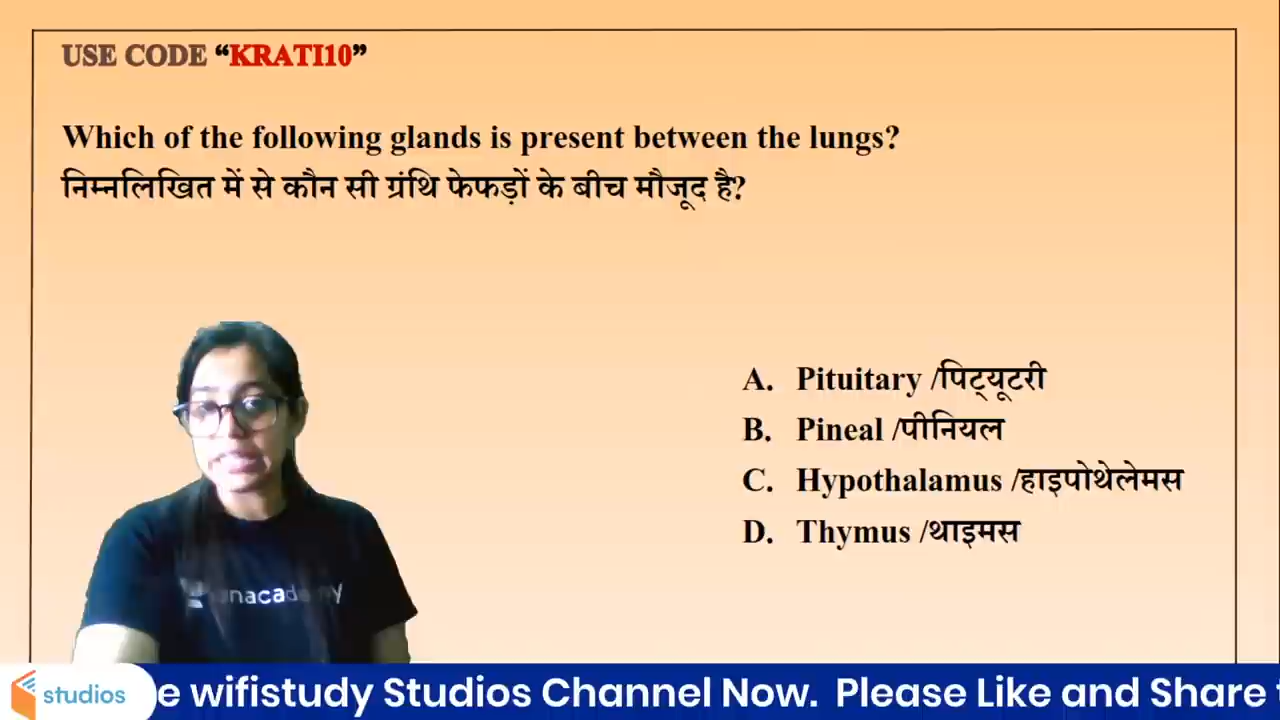 USE CODE “KRATI10”
Which of the following glands is present between the lungs?
निम्नलिखित में से कौन सी ग्रंथि फेफड़ों के बीच मौजूद है?
A. Pituitary /पिट्यूटरी
B. Pineal /पीनियल
C. Hypothalamus /हाइपोथेलेमस
D. Thymus /थाइमस
unacademy
studios
e wifistudy Studios Channel Now. Please Like and Share